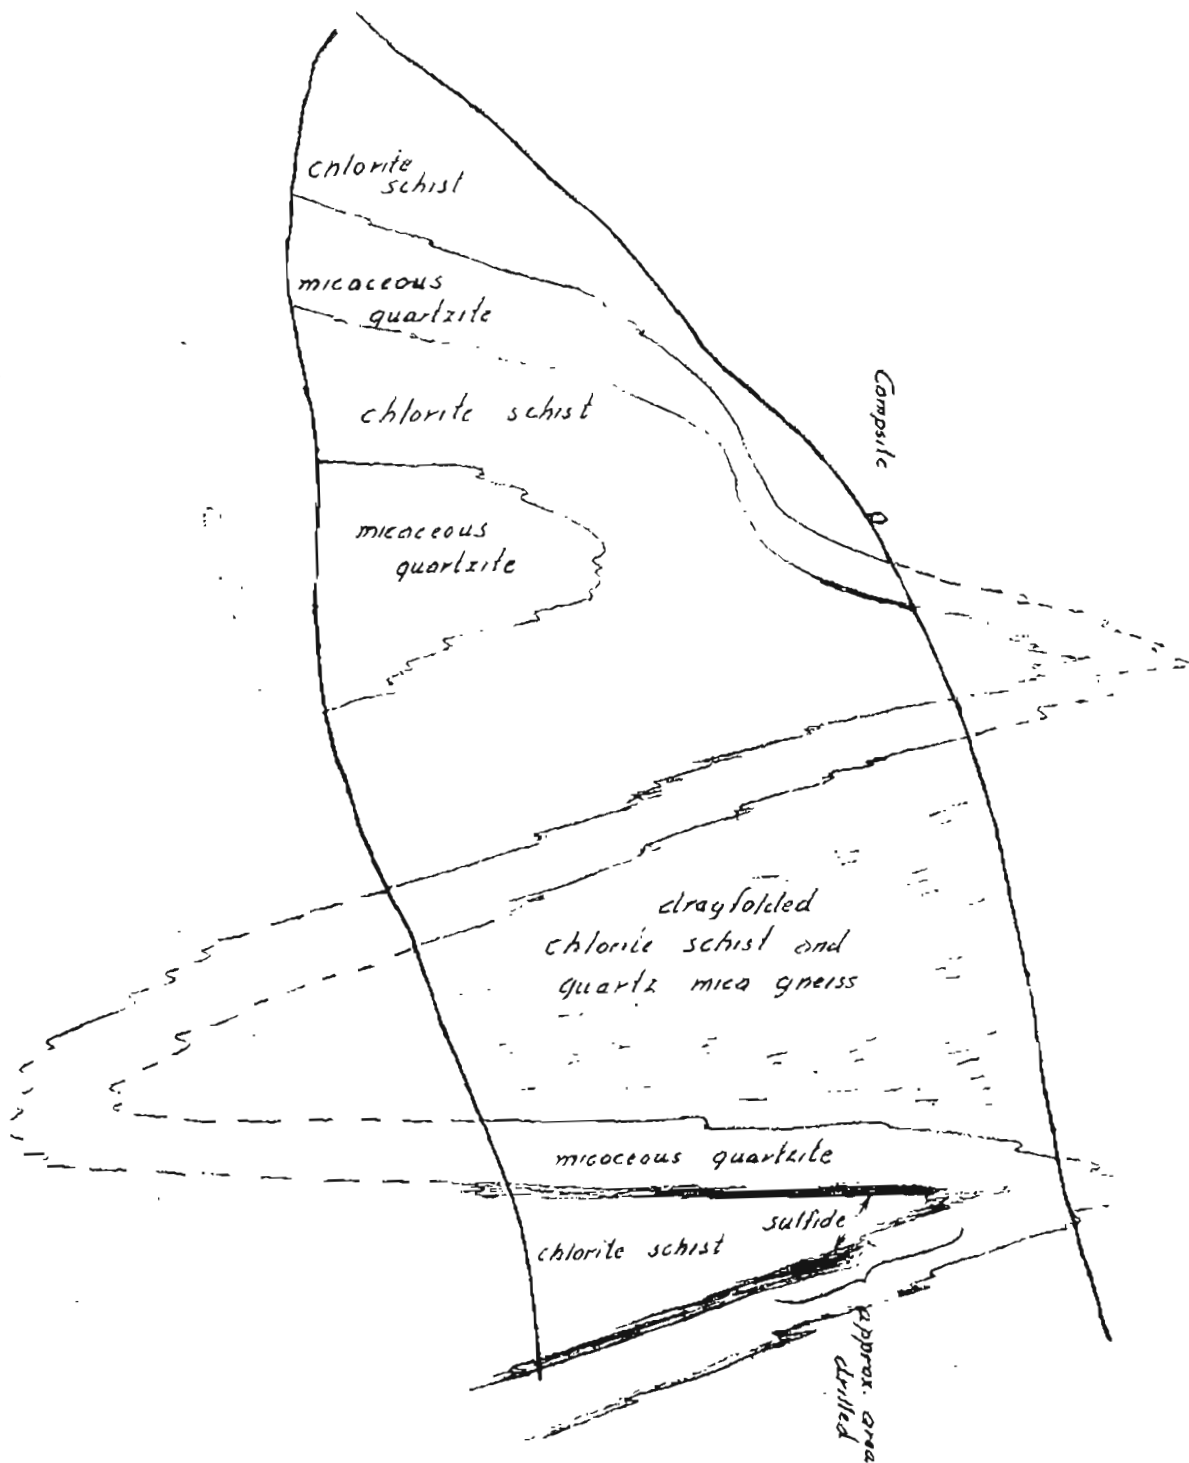 chlorite
schist
micaceous
quartzite
chlorite schist
Compsite
micaceous
quartzite
dragfolded
chlorite schist and
quartz mica gneiss
micaceous quartzite
sulfide
chlorite schist
approx. area
drilled